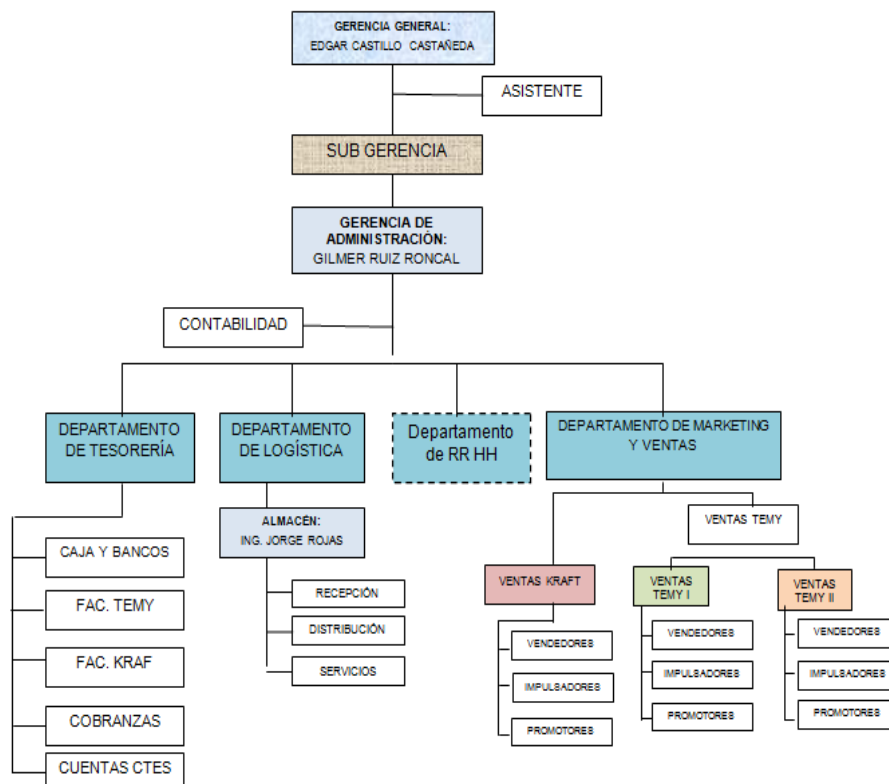 GERENCIA GENERAL:
EDGAR CASTILLO CASTAÑEDA
ASISTENTE
SUB GERENCIA
GERENCIA DE
ADMINISTRACIÓN:
GILMER RUIZ RONCAL
CONTABILIDAD
DEPARTAMENTO
DE TESORERÍA
DEPARTAMENTO
DE LOGÍSTICA
Departamento
de RR HH
DEPARTAMENTO DE MARKETING
Y VENTAS
CAJA Y BANCOS
FAC. TEMY
FAC. KRAF
COBRANZAS
CUENTAS CTES
ALMACÉN:
ING. JORGE ROJAS
RECEPCIÓN
DISTRIBUCIÓN
SERVICIOS
VENTAS TEMY
VENTAS KRAFT
VENDEDORES
IMPULSADORES
PROMOTORES
VENTAS
TEMY I
VENDEDORES
IMPULSADORES
PROMOTORES
VENTAS
TEMY II
VENDEDORES
IMPULSADORES
PROMOTORES